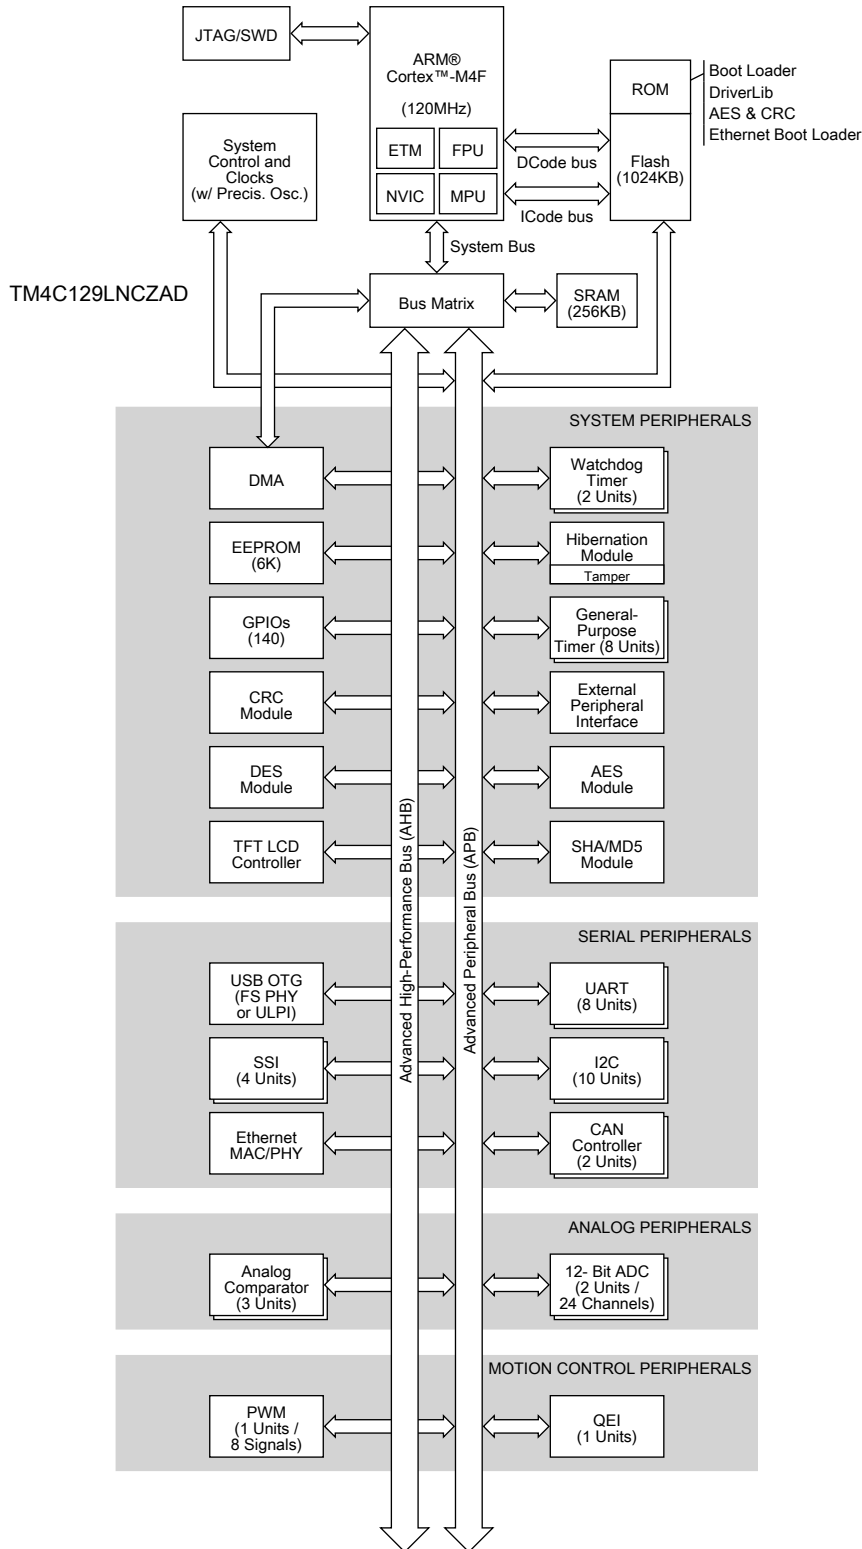 JTAG/SWD
ARM®
Cortex™-M4F
(120MHz)
ETM
FPU
NVIC
MPU
ROM
Boot Loader
DriverLib
AES & CRC
Ethernet Boot Loader
Flash
(1024KB)
DCode bus
ICode bus
System
Control and
Clocks
(w/ Precis. Osc.)
System Bus
TM4C129LNCZAD
Bus Matrix
SRAM
(256KB)
SYSTEM PERIPHERALS
DMA
Watchdog
Timer
(2 Units)
EEPROM
(6K)
Hibernation
Module
Tamper
GPIOs
(140)
General-
Purpose
Timer (8 Units)
CRC
Module
External
Peripheral
Interface
DES
Module
AES
Module
TFT LCD
Controller
SHA/MD5
Module
Advanced High-Performance Bus (AHB)
Advanced Peripheral Bus (APB)
SERIAL PERIPHERALS
USB OTG
(FS PHY
or ULPI)
UART
(8 Units)
SSI
(4 Units)
I2C
(10 Units)
Ethernet
MAC/PHY
CAN
Controller
(2 Units)
ANALOG PERIPHERALS
Analog
Comparator
(3 Units)
12- Bit ADC
(2 Units /
24 Channels)
MOTION CONTROL PERIPHERALS
PWM
(1 Units /
8 Signals)
QEI
(1 Units)